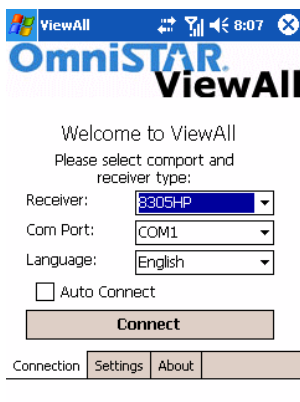 ViewAll 8:07
OmniSTAR.
ViewAll
Welcome to ViewAll
Please select comport and
receiver type:
Receiver: 8305HP
Com Port: COM1
Language: English
Auto Connect
Connect
Connection Settings About